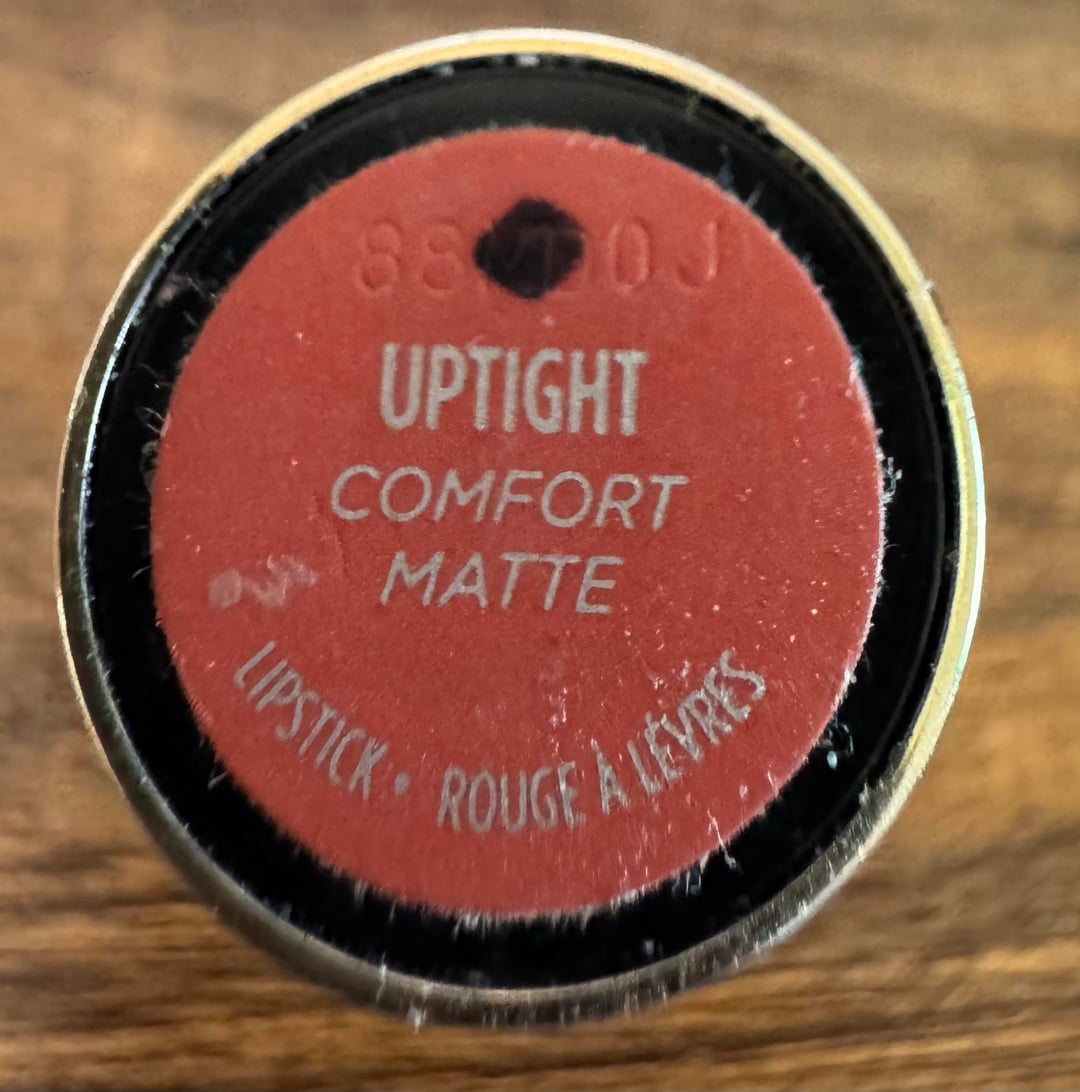 UPTIGHT
COMFORT
MATTE
LIPSTICK • ROUGE À LÈVRES